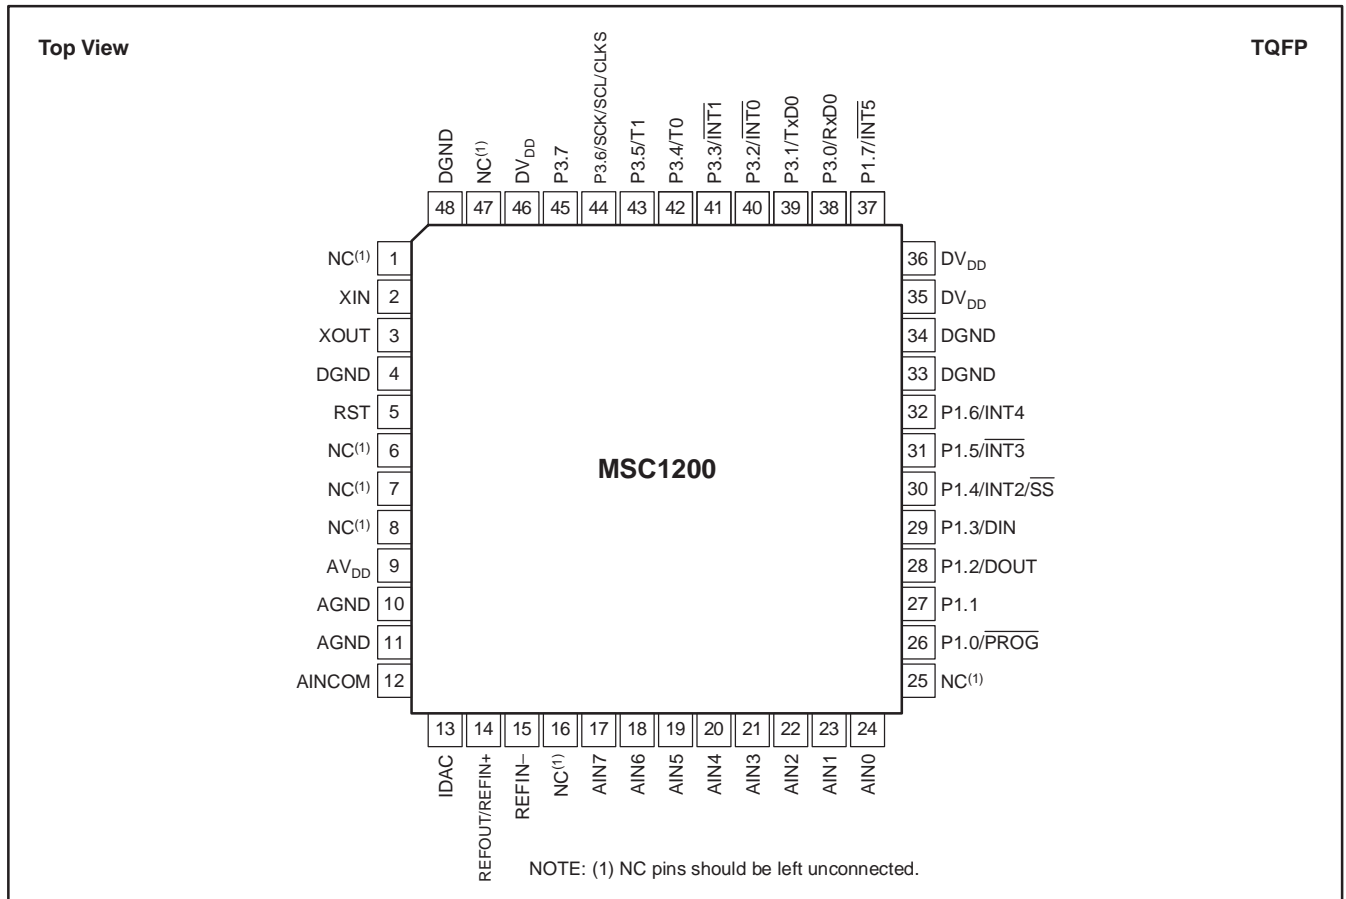 Top View
TQFP
DGND
NC(1)
DVDD
P3.7
P3.6/SCK/SCL/CLKS
P3.5/T1
P3.4/T0
P3.3/INT1
P3.2/INT0
P3.1/TxD0
P3.0/RxD0
P1.7/INT5
48 47 46 45 44 43 42 41 40 39 38 37
NC(1) 1
XIN 2
XOUT 3
DGND 4
RST 5
NC(1) 6
NC(1) 7
NC(1) 8
AVDD 9
AGND 10
AGND 11
AINCOM 12
MSC1200
36 DVDD
35 DVDD
34 DGND
33 DGND
32 P1.6/INT4
31 P1.5/INT3
30 P1.4/INT2/SS
29 P1.3/DIN
28 P1.2/DOUT
27 P1.1
26 P1.0/PROG
25 NC(1)
13 14 15 16 17 18 19 20 21 22 23 24
IDAC
REFOUT/REFIN+
REFIN–
NC(1)
AIN7
AIN6
AIN5
AIN4
AIN3
AIN2
AIN1
AIN0
NOTE: (1) NC pins should be left unconnected.